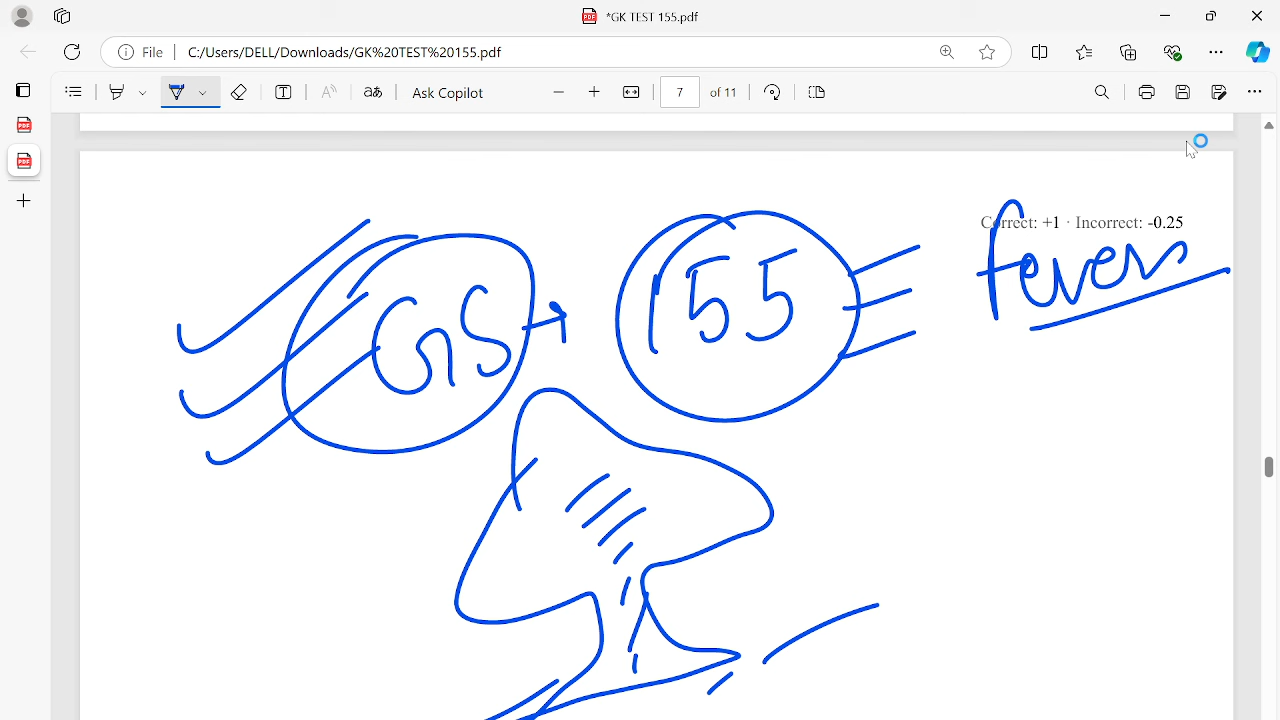 *GK TEST 155.pdf
File | C:/Users/DELL/Downloads/GK%20TEST%20155.pdf
Ask Copilot
7 of 11
Correct: +1 · Incorrect: -0.25
GS 155 fever